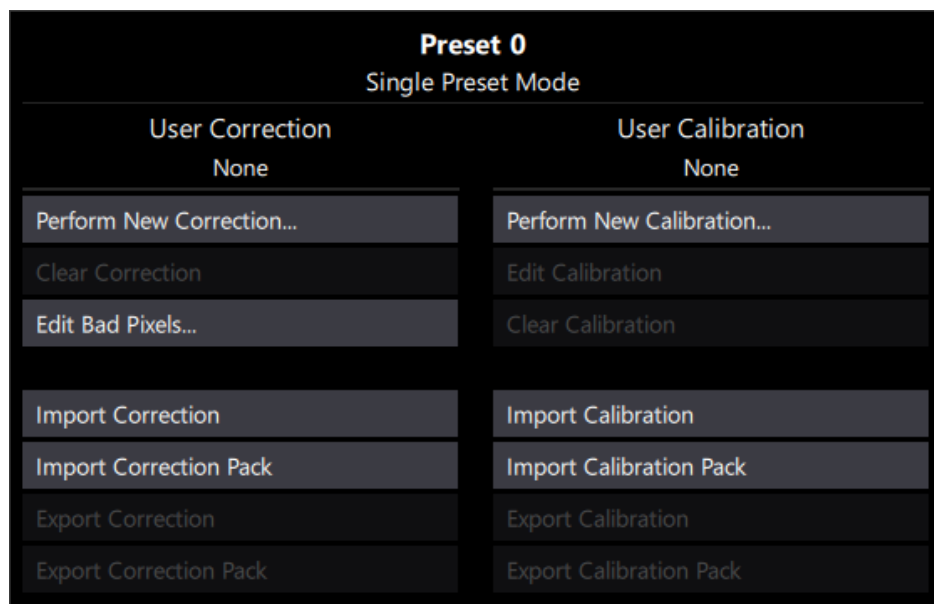 Preset 0
Single Preset Mode
User Correction
None
Perform New Correction...
Clear Correction
Edit Bad Pixels...
Import Correction
Import Correction Pack
Export Correction
Export Correction Pack
User Calibration
None
Perform New Calibration...
Edit Calibration
Clear Calibration
Import Calibration
Import Calibration Pack
Export Calibration
Export Calibration Pack